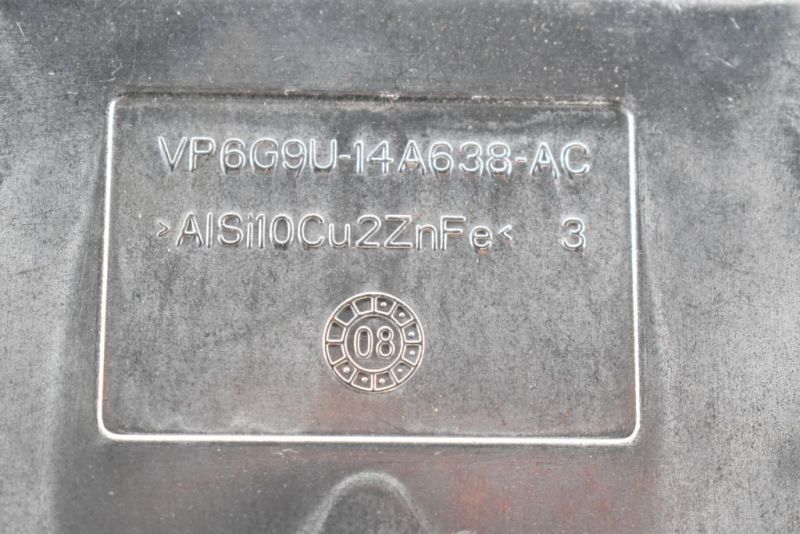 VP6G9U-14A638-AC
>AlSi10Cu2ZnFe< 3
08